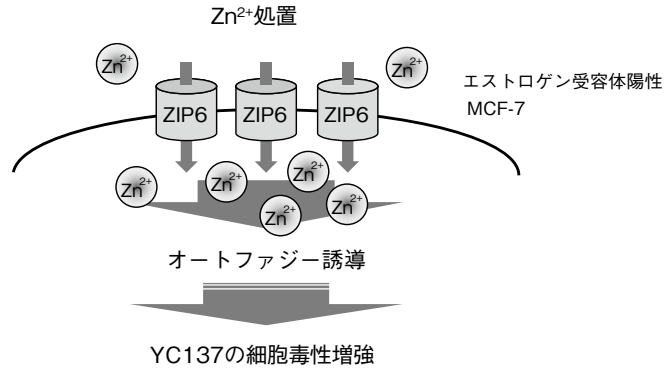 Zn²⁺処置
Zn²⁺
Zn²⁺
エストロゲン受容体陽性
MCF-7
ZIP6
ZIP6
ZIP6
Zn²⁺
Zn²⁺
Zn²⁺
Zn²⁺
Zn²⁺
オートファジー誘導
YC137の細胞毒性増強